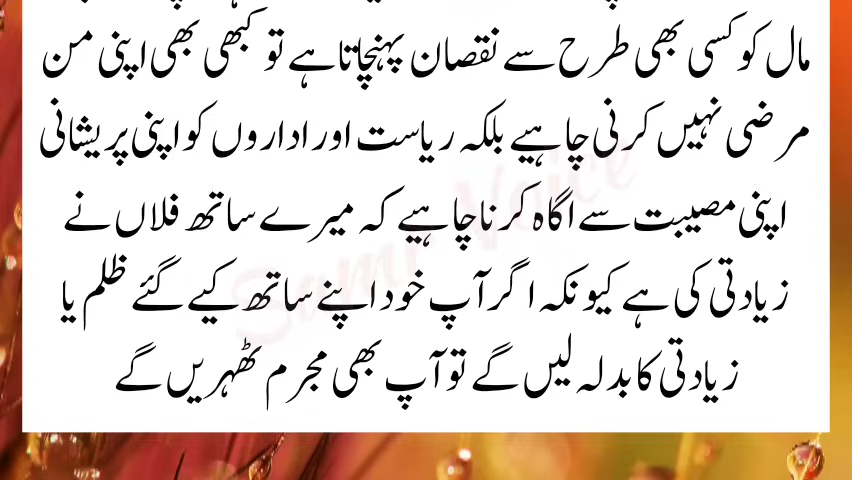 مال کو کسی بھی طرح سے نقصان پہنچاتا ہے تو کبھی بھی اپنی من
مرضی نہیں کرنی چاہیے بلکہ ریاست اور اداروں کو اپنی پریشانی
اپنی مصیبت سے اگاہ کرنا چاہیے کہ میرے ساتھ فلاں نے
زیادتی کی ہے کیونکہ اگر آپ خود اپنے ساتھ کیے گئے ظلم یا
زیادتی کا بدلہ لیں گے تو آپ بھی مجرم ٹھہریں گے